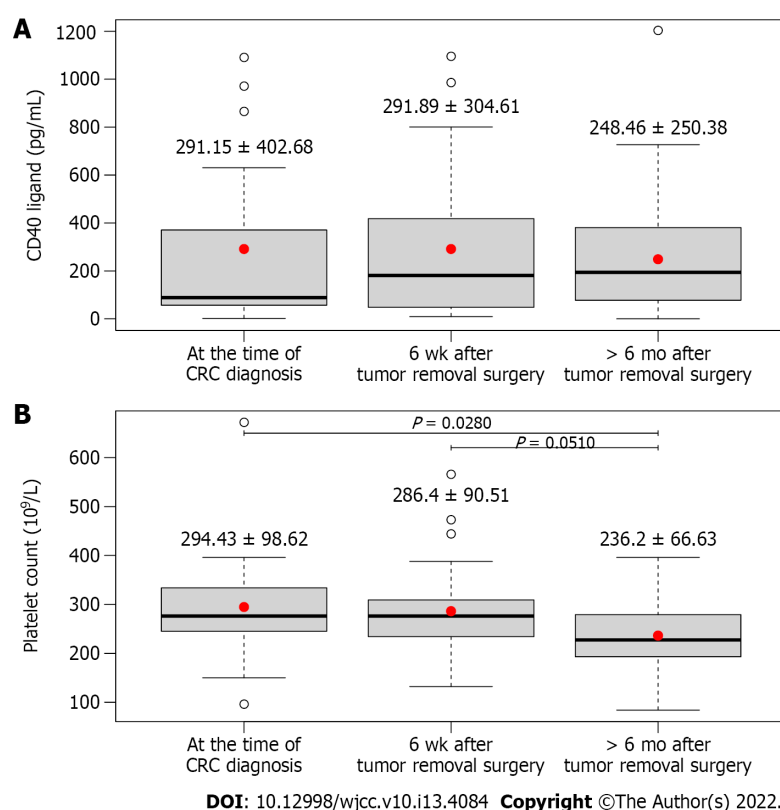 A
CD40 ligand (pg/mL)
1200
1000
800
600
400
200
0
291.15 ± 402.68
291.89 ± 304.61
248.46 ± 250.38
At the time of
CRC diagnosis
6 wk after
tumor removal surgery
> 6 mo after
tumor removal surgery
B
Platelet count (10⁹/L)
600
500
400
300
200
100
P = 0.0280
P = 0.0510
294.43 ± 98.62
286.4 ± 90.51
236.2 ± 66.63
At the time of
CRC diagnosis
6 wk after
tumor removal surgery
> 6 mo after
tumor removal surgery
DOI: 10.12998/wjcc.v10.i13.4084 Copyright ©The Author(s) 2022.